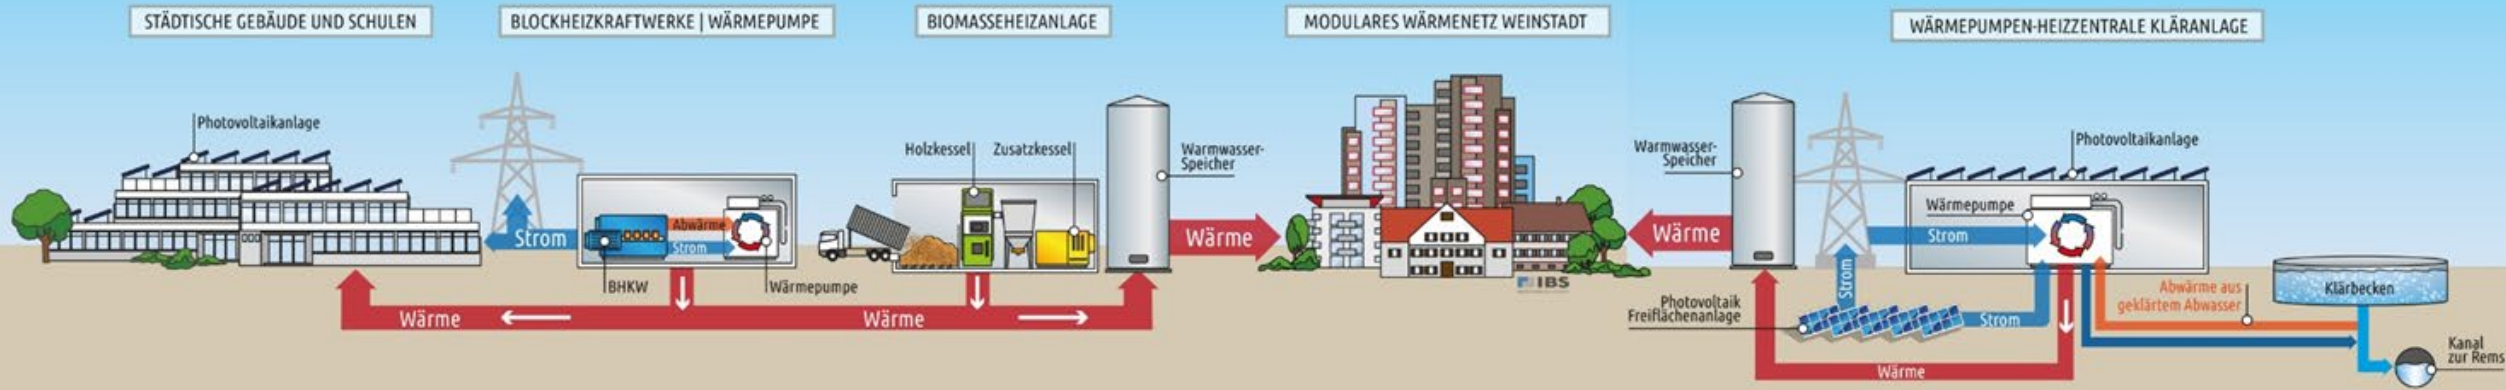 STÄDTISCHE GEBÄUDE UND SCHULEN
BLOCKHEIZKRAFTWERKE | WÄRMEPUMPE
BIOMASSEHEIZANLAGE
MODULARES WÄRMENETZ WEINSTADT
WÄRMEPUMPEN-HEIZZENTRALE KLÄRANLAGE
Photovoltaikanlage
Strom
Abwärme
Strom
BHKW
Wärmepumpe
Wärme
Holzkessel
Zusatzkessel
Warmwasser-
Speicher
Wärme
Wärme
IBS
Wärme
Warmwasser-
Speicher
Photovoltaikanlage
Wärmepumpe
Strom
Strom
Photovoltaik
Freiflächenanlage
Strom
Wärme
Abwärme aus
geklärtem Abwasser
Klärbecken
Kanal
zur Rems